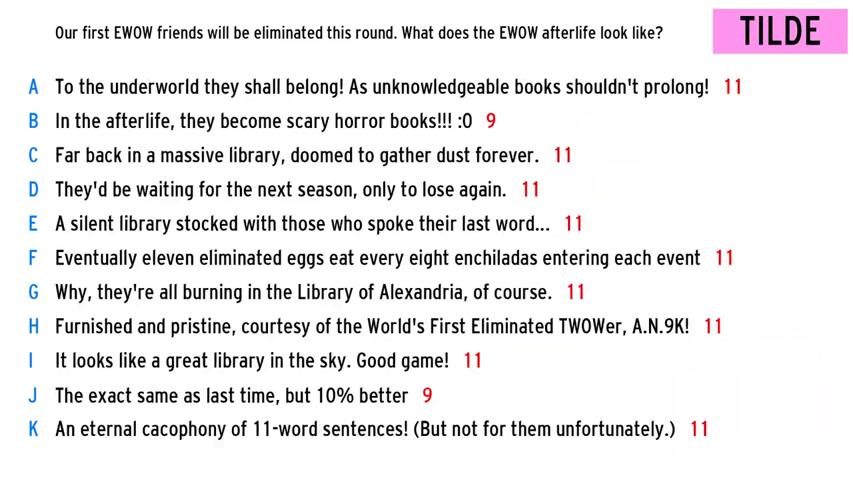 Our first EWOW friends will be eliminated this round. What does the EWOW afterlife look like?
TILDE
A To the underworld they shall belong! As unknowledgeable books shouldn't prolong! 11
B In the afterlife, they become scary horror books!!! :0 9
C Far back in a massive library, doomed to gather dust forever. 11
D They'd be waiting for the next season, only to lose again. 11
E A silent library stocked with those who spoke their last word... 11
F Eventually eleven eliminated eggs eat every eight enchiladas entering each event 11
G Why, they're all burning in the Library of Alexandria, of course. 11
H Furnished and pristine, courtesy of the World's First Eliminated TWOWer, A.N.9K! 11
I It looks like a great library in the sky. Good game! 11
J The exact same as last time, but 10% better 9
K An eternal cacophony of 11-word sentences! (But not for them unfortunately.) 11